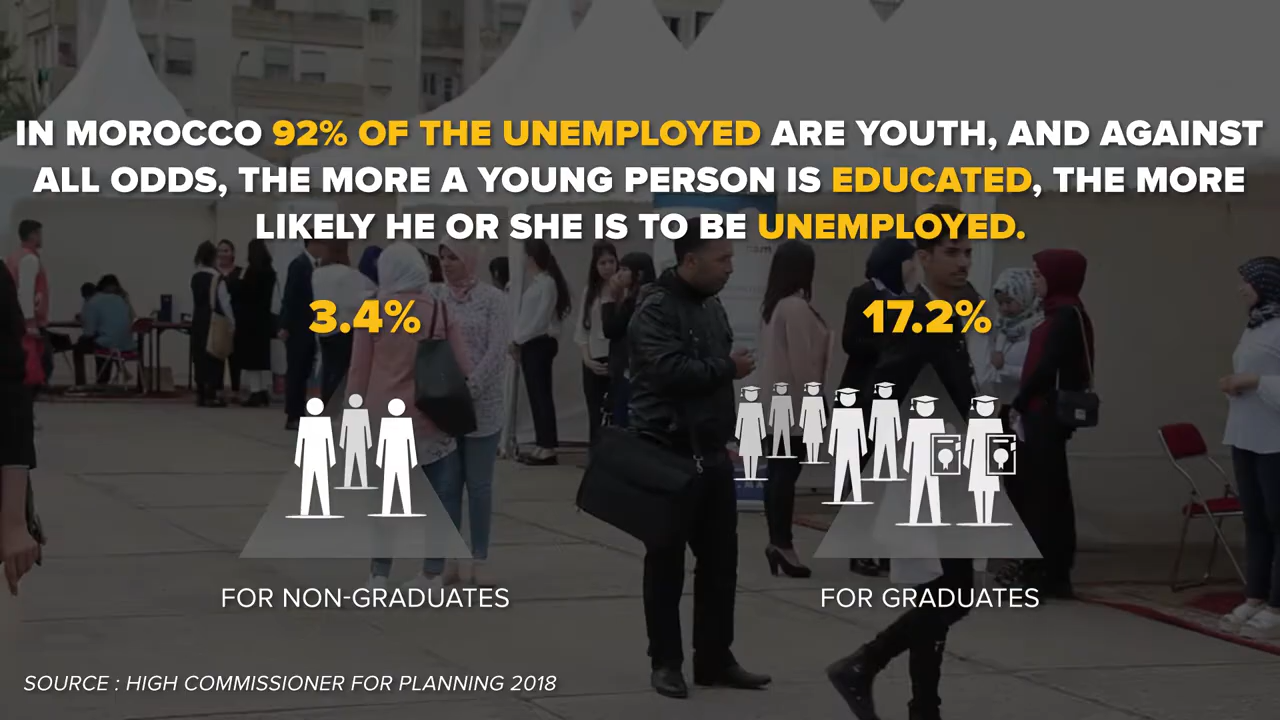 IN MOROCCO 92% OF THE UNEMPLOYED ARE YOUTH, AND AGAINST
ALL ODDS, THE MORE A YOUNG PERSON IS EDUCATED, THE MORE
LIKELY HE OR SHE IS TO BE UNEMPLOYED.
3.4%
17.2%
FOR NON-GRADUATES
FOR GRADUATES
SOURCE : HIGH COMMISSIONER FOR PLANNING 2018